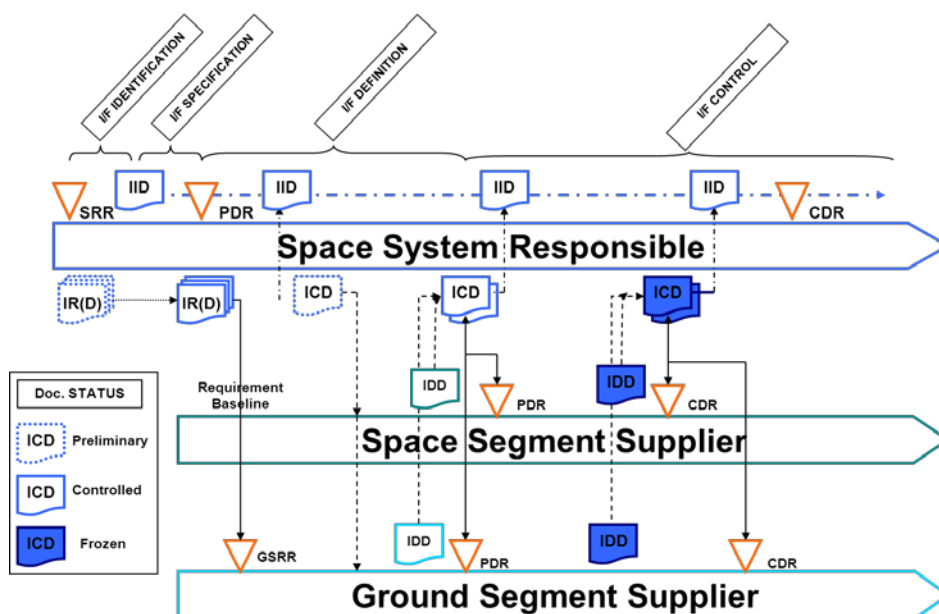 I/F IDENTIFICATION
I/F SPECIFICATION
I/F DEFINITION
I/F CONTROL
IID
IID
IID
IID
SRR
PDR
CDR
Space System Responsible
IR(D)
IR(D)
ICD
ICD
ICD
Doc. STATUS
ICD Preliminary
ICD Controlled
ICD Frozen
Requirement
Baseline
IDD
PDR
IDD
CDR
Space Segment Supplier
GSRR
IDD
PDR
IDD
CDR
Ground Segment Supplier